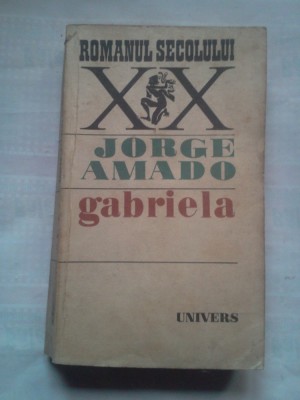 ROMANUL SECOLULUI
XX
JORGE
AMADO
gabriela
UNIVERS